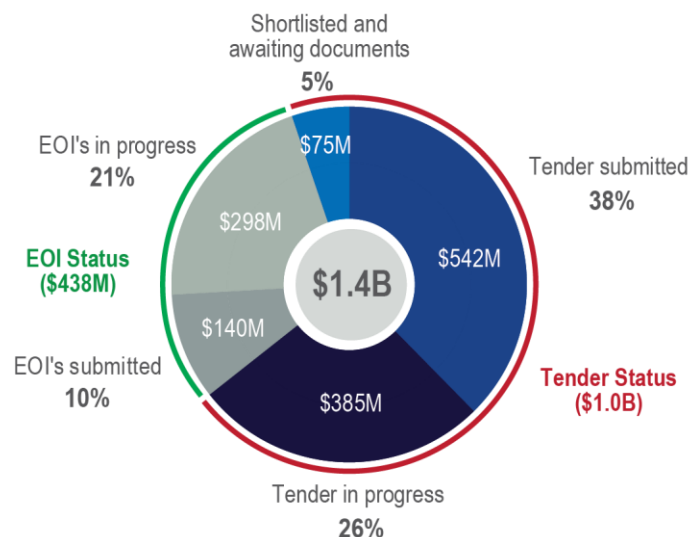 Shortlisted and
awaiting documents
5%
$75M
EOI's in progress
21%
$298M
Tender submitted
38%
$542M
EOI Status
($438M)
$1.4B
$140M
EOI's submitted
10%
$385M
Tender Status
($1.0B)
Tender in progress
26%